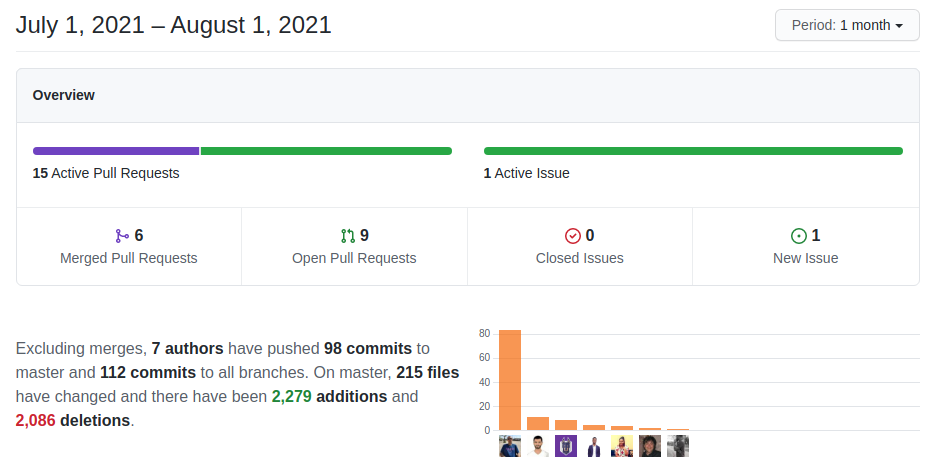 July 1, 2021 – August 1, 2021
Period: 1 month
Overview
15 Active Pull Requests
1 Active Issue
6
Merged Pull Requests
9
Open Pull Requests
0
Closed Issues
1
New Issue
Excluding merges, 7 authors have pushed 98 commits to
master and 112 commits to all branches. On master, 215 files
have changed and there have been 2,279 additions and
2,086 deletions.
80
60
40
20
0